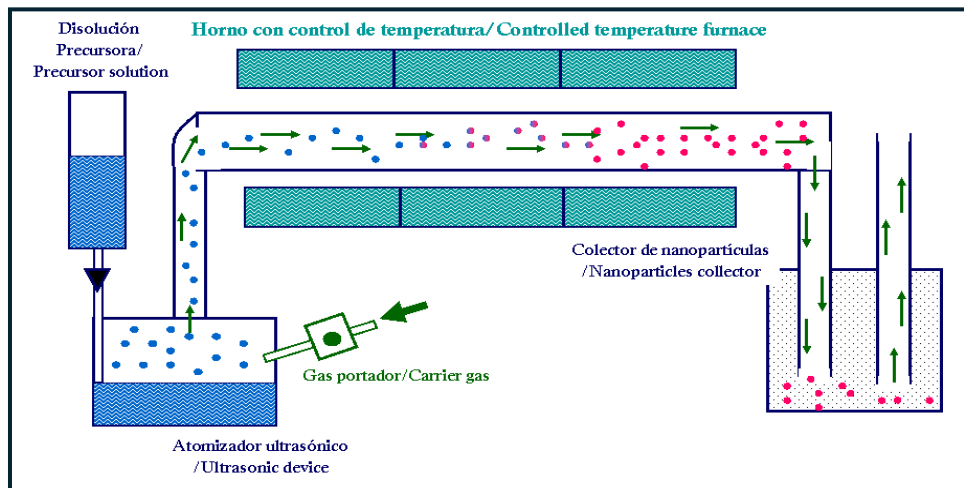 Disolución
Precursora/
Precursor solution
Horno con control de temperatura/ Controlled temperature furnace
Colector de nanopartículas
/Nanoparticles collector
Gas portador/Carrier gas
Atomizador ultrasónico
/Ultrasonic device